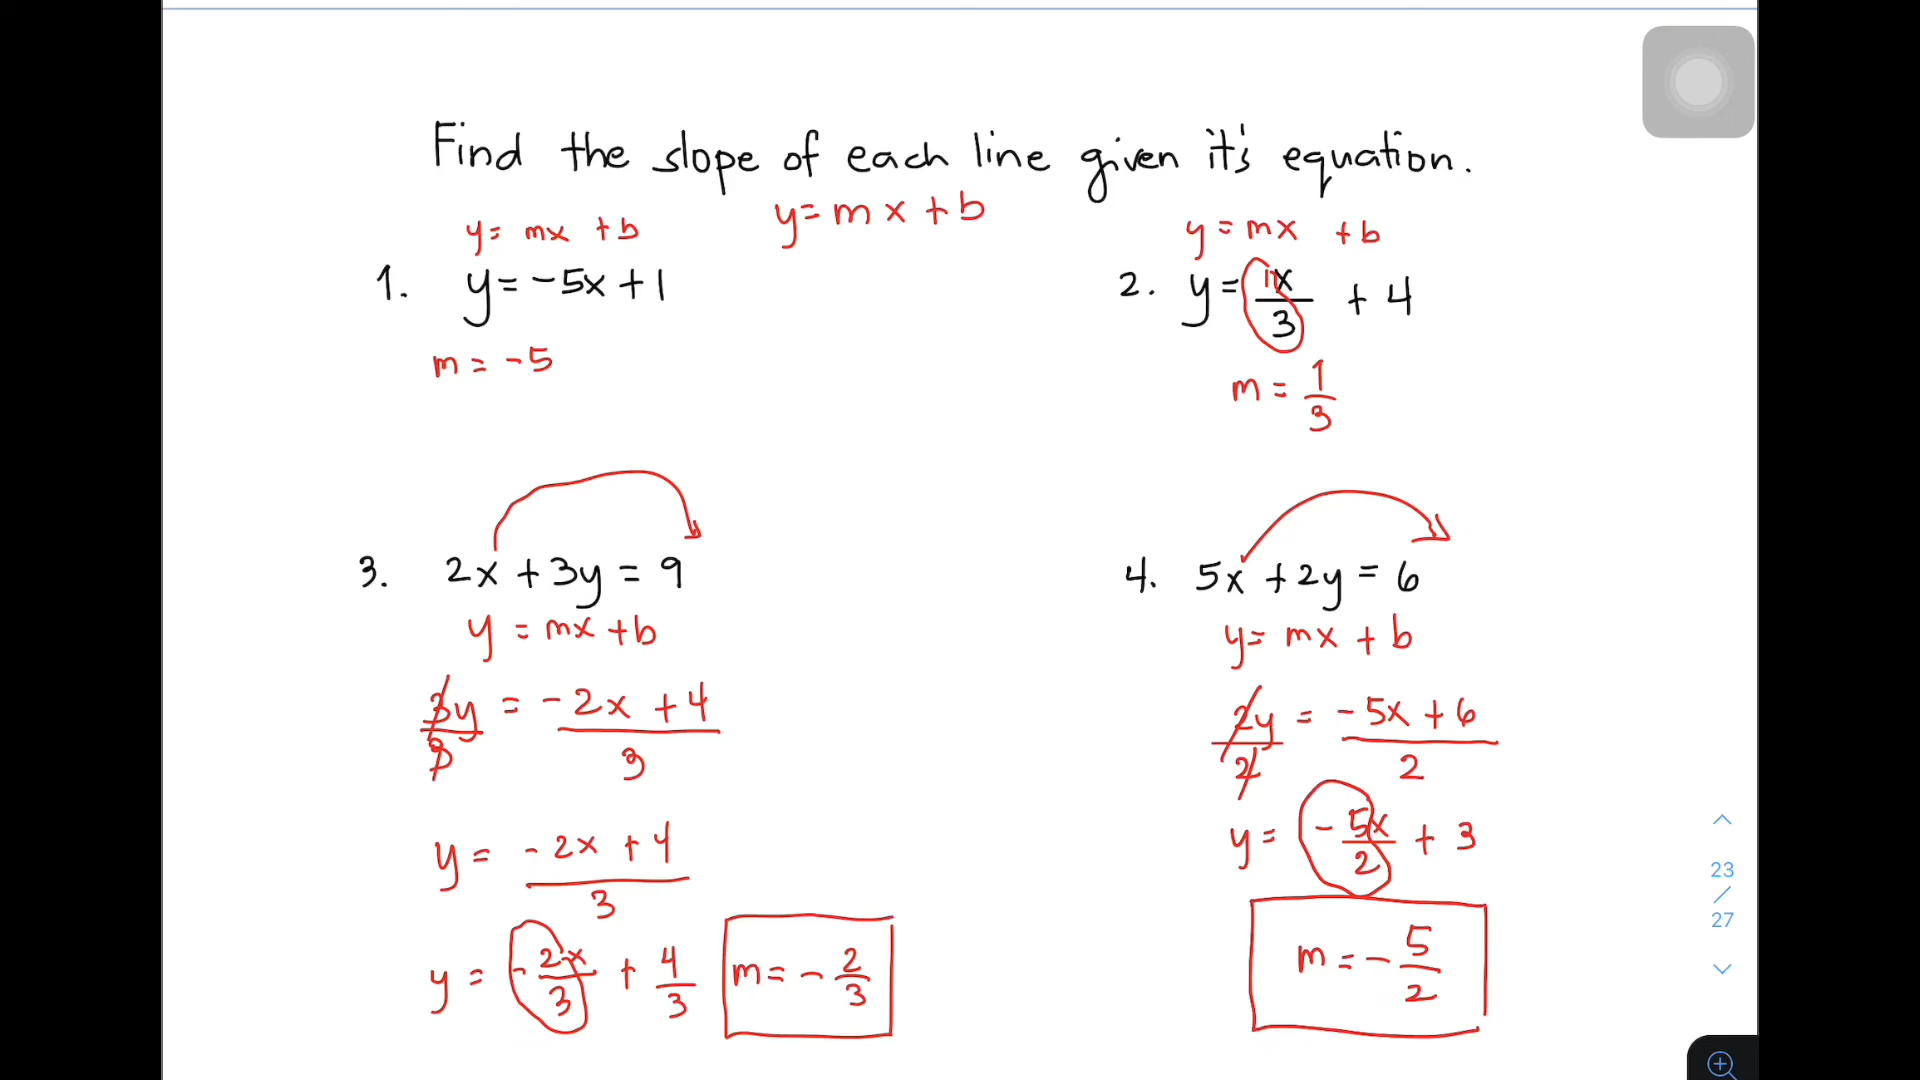 Find the slope of each line given it's equation.
y = mx + b
y = mx + b
1. y = -5x + 1
m = -5
y = mx + b
2. y = 1x/3 + 4
m = 1/3
3. 2x + 3y = 9
y = mx + b
3y/3 = -2x + 4/3
y = -2x + 4/3
y = -2x/3 + 4/3
m = -2/3
4. 5x + 2y = 6
y = mx + b
2y/2 = -5x + 6/2
y = -5x/2 + 3
m = -5/2
23
/
27